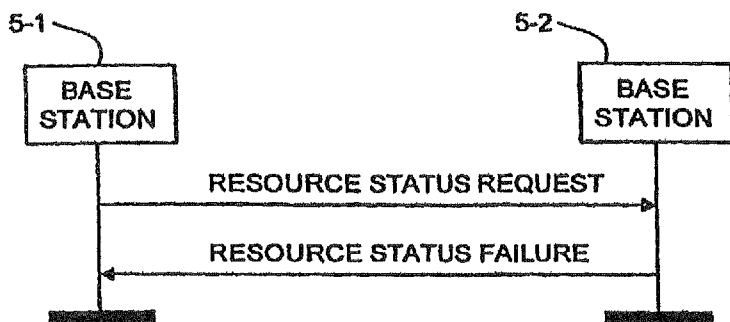 5-1
5-2
BASE
STATION
BASE
STATION
RESOURCE STATUS REQUEST
RESOURCE STATUS FAILURE